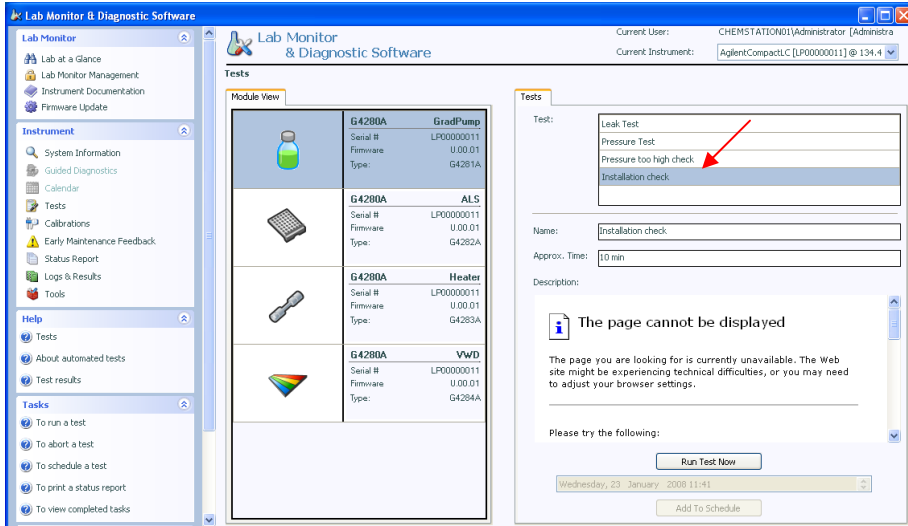 Lab Monitor & Diagnostic Software
Lab Monitor
Lab at a Glance
Lab Monitor Management
Instrument Documentation
Firmware Update
Instrument
System Information
Guided Diagnostics
Calendar
Tests
Calibrations
Early Maintenance Feedback
Status Report
Logs & Results
Tools
Help
Tests
About automated tests
Test results
Tasks
To run a test
To abort a test
To schedule a test
To print a status report
To view completed tasks
Lab Monitor
& Diagnostic Software
Current User: CHEMSTATION01\Administrator [Administra
Current Instrument: AgilentCompactLC [LP00000011] @ 134.4
Tests
Module View
G4280A GradPump
Serial # LP00000011
Firmware U.00.01
Type: G4281A
G4280A ALS
Serial # LP00000011
Firmware U.00.01
Type: G4282A
G4280A Heater
Serial # LP00000011
Firmware U.00.01
Type: G4283A
G4280A VWD
Serial # LP00000011
Firmware U.00.01
Type: G4284A
Tests
Test:
Leak Test
Pressure Test
Pressure too high check
Installation check
Name: Installation check
Approx. Time: 10 min
Description:
The page cannot be displayed
The page you are looking for is currently unavailable. The Web
site might be experiencing technical difficulties, or you may need
to adjust your browser settings.
Please try the following:
Run Test Now
Wednesday, 23 January 2008 11:41
Add To Schedule